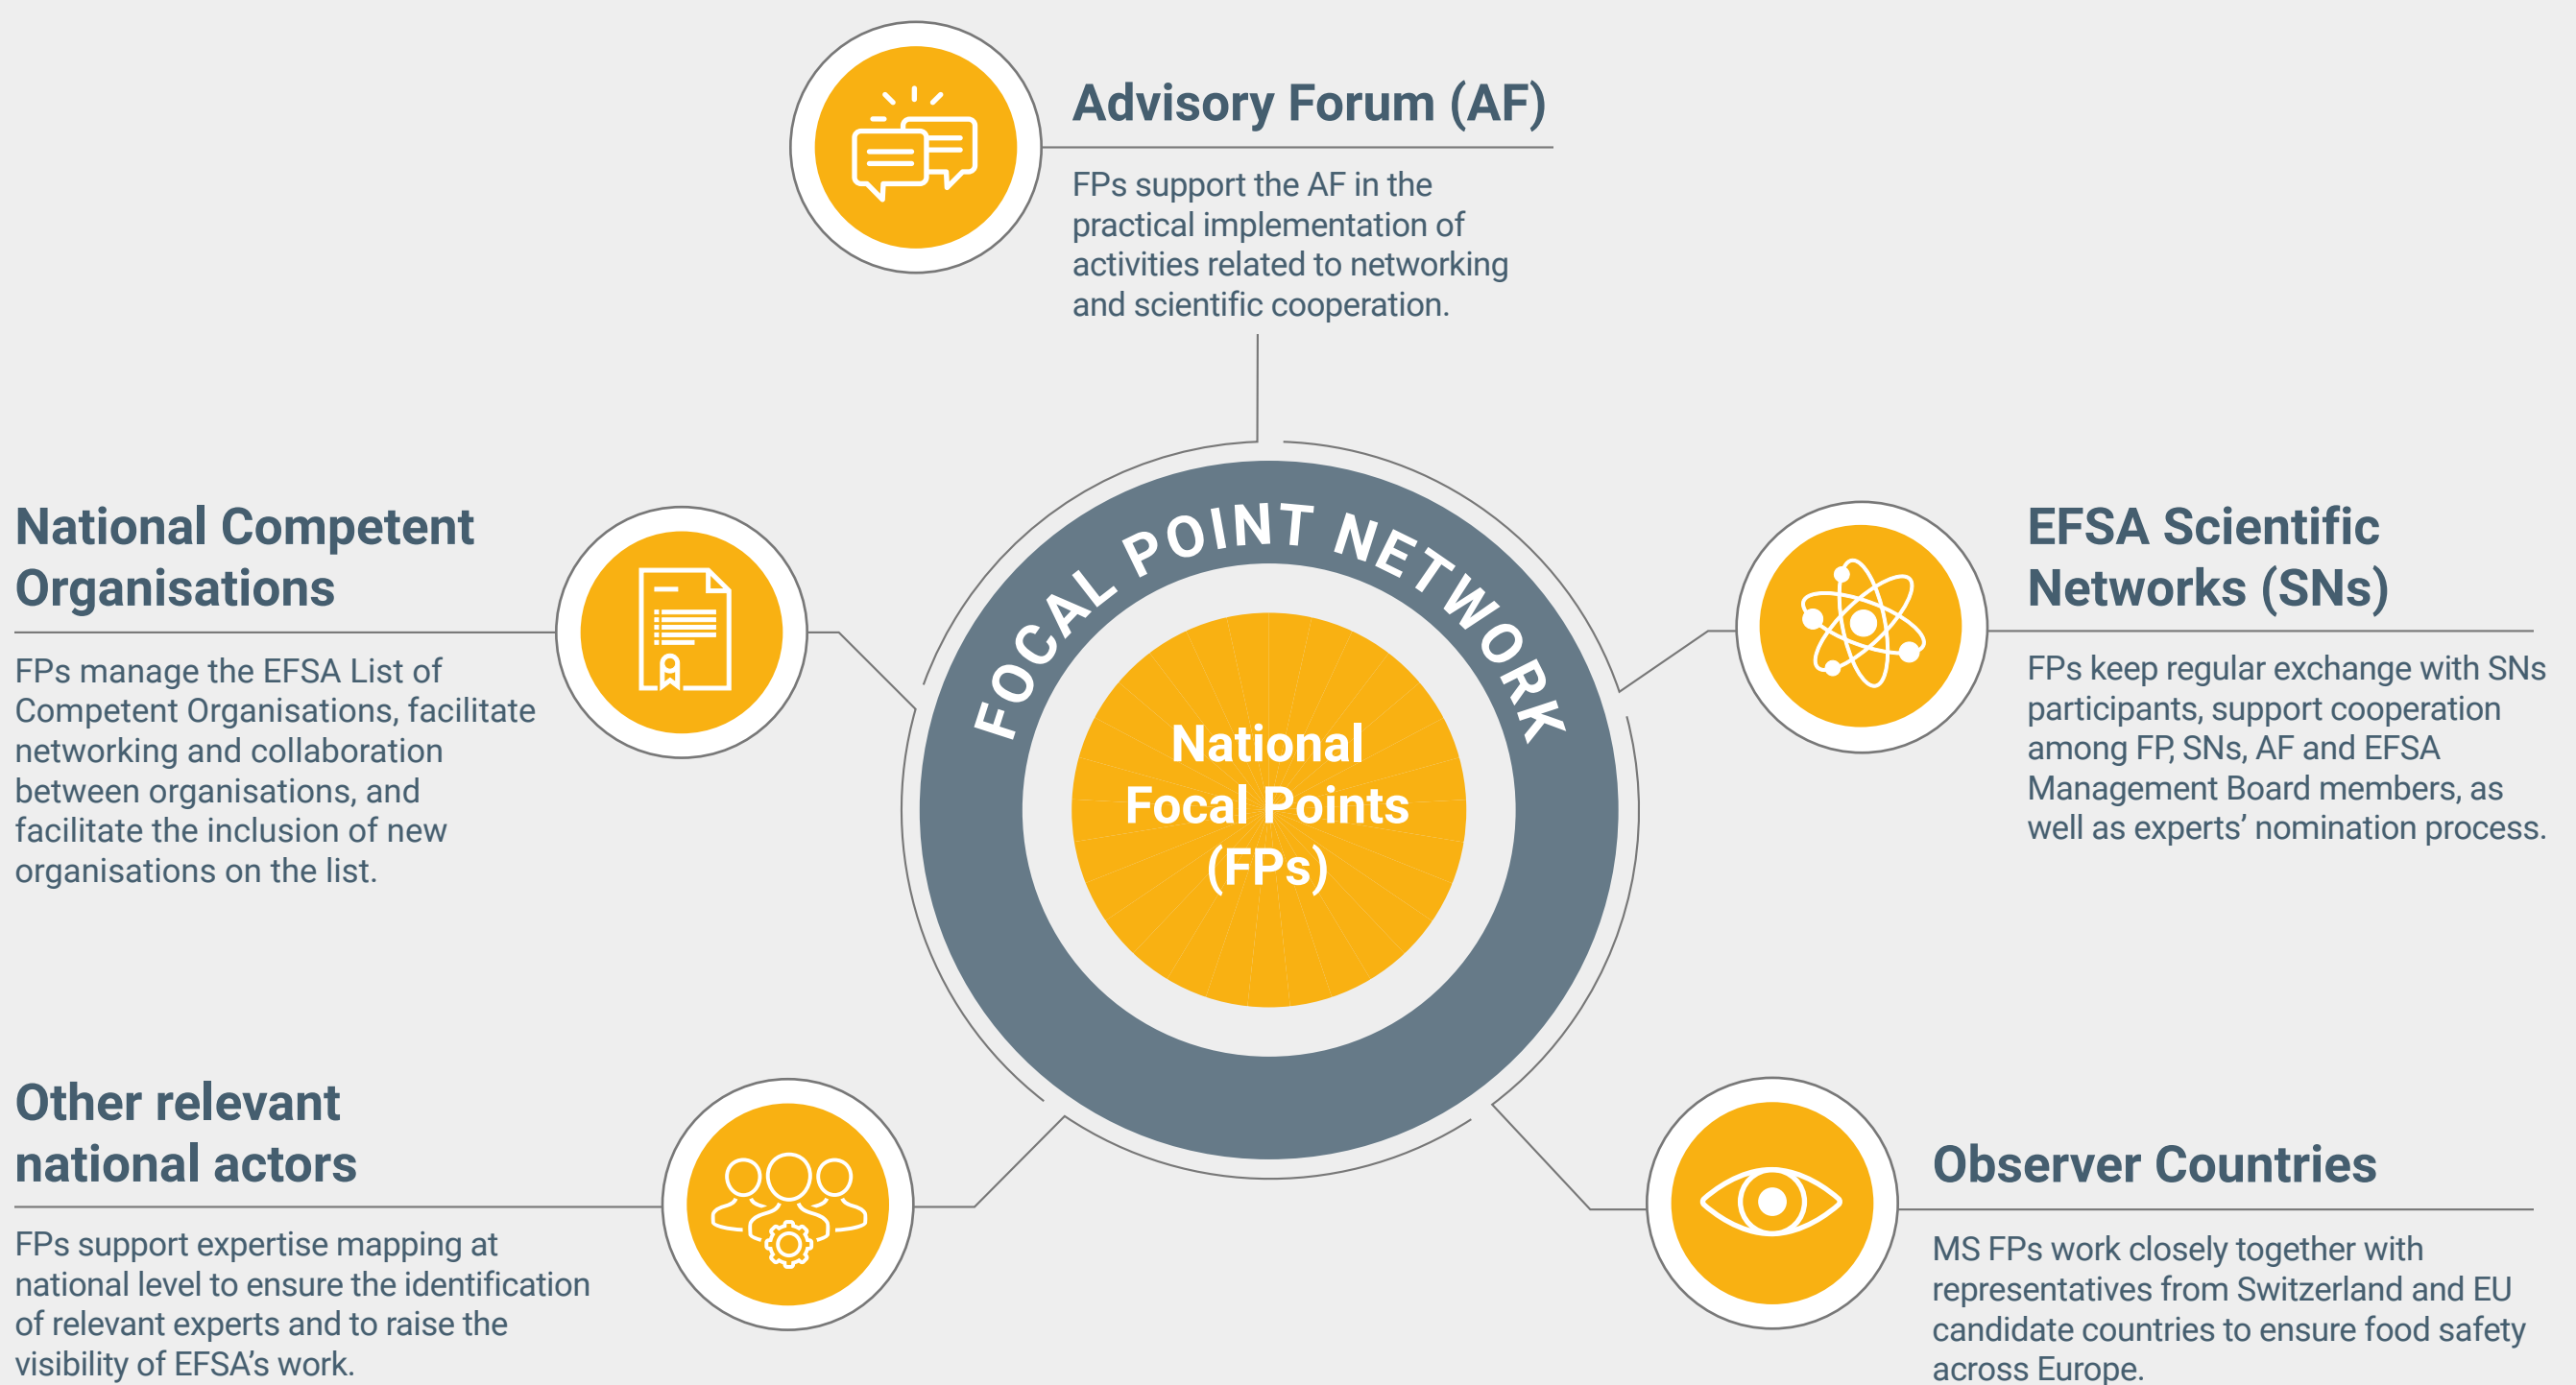 Advisory Forum (AF)
FPs support the AF in the
practical implementation of
activities related to networking
and scientific cooperation.
National Competent
Organisations
FPs manage the EFSA List of
Competent Organisations, facilitate
networking and collaboration
between organisations, and
facilitate the inclusion of new
organisations on the list.
FOCAL POINT NETWORK
National
Focal Points
(FPs)
EFSA Scientific
Networks (SNs)
FPs keep regular exchange with SNs
participants, support cooperation
among FP, SNs, AF and EFSA
Management Board members, as
well as experts’ nomination process.
Other relevant
national actors
FPs support expertise mapping at
national level to ensure the identification
of relevant experts and to raise the
visibility of EFSA’s work.
Observer Countries
MS FPs work closely together with
representatives from Switzerland and EU
candidate countries to ensure food safety
across Europe.